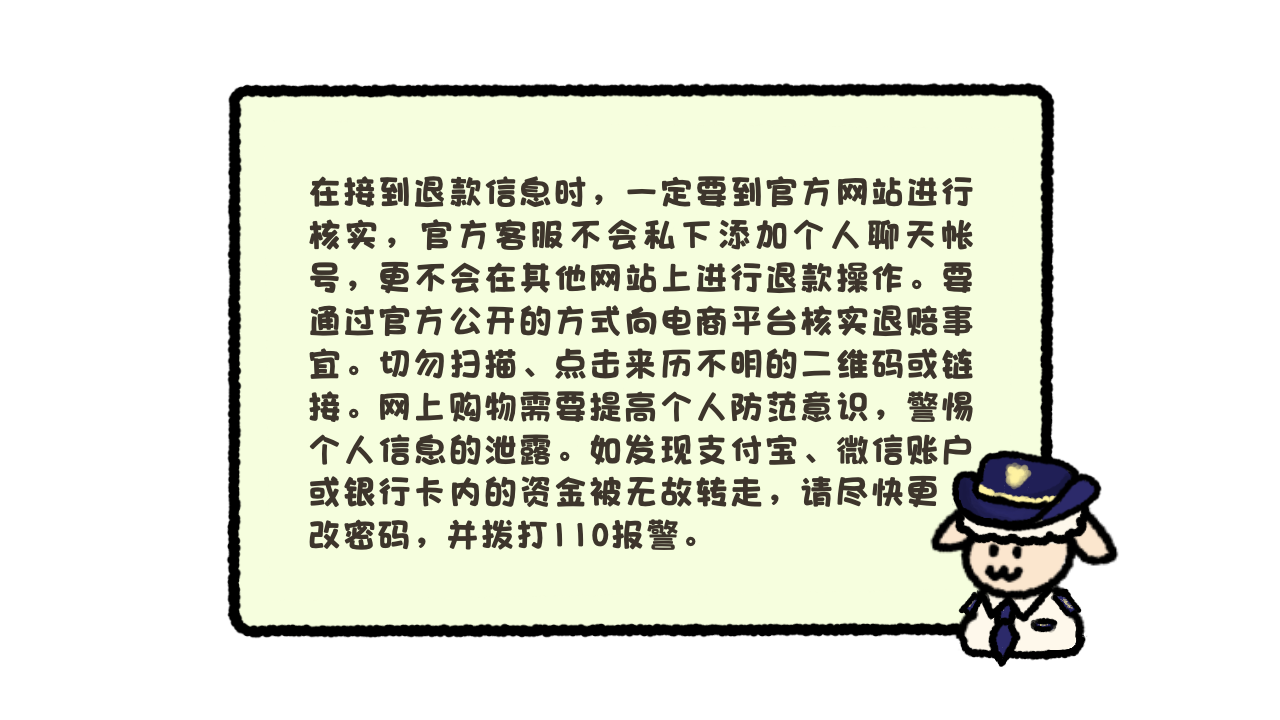 在接到退款信息时，一定要到官方网站进行
核实，官方客服不会私下添加个人聊天帐
号，更不会在其他网站上进行退款操作。要
通过官方公开的方式向电商平台核实退赔事
宜。切勿扫描、点击来历不明的二维码或链
接。网上购物需要提高个人防范意识，警惕
个人信息的泄露。如发现支付宝、微信账户
或银行卡内的资金被无故转走，请尽快更
改密码，并拨打110报警。